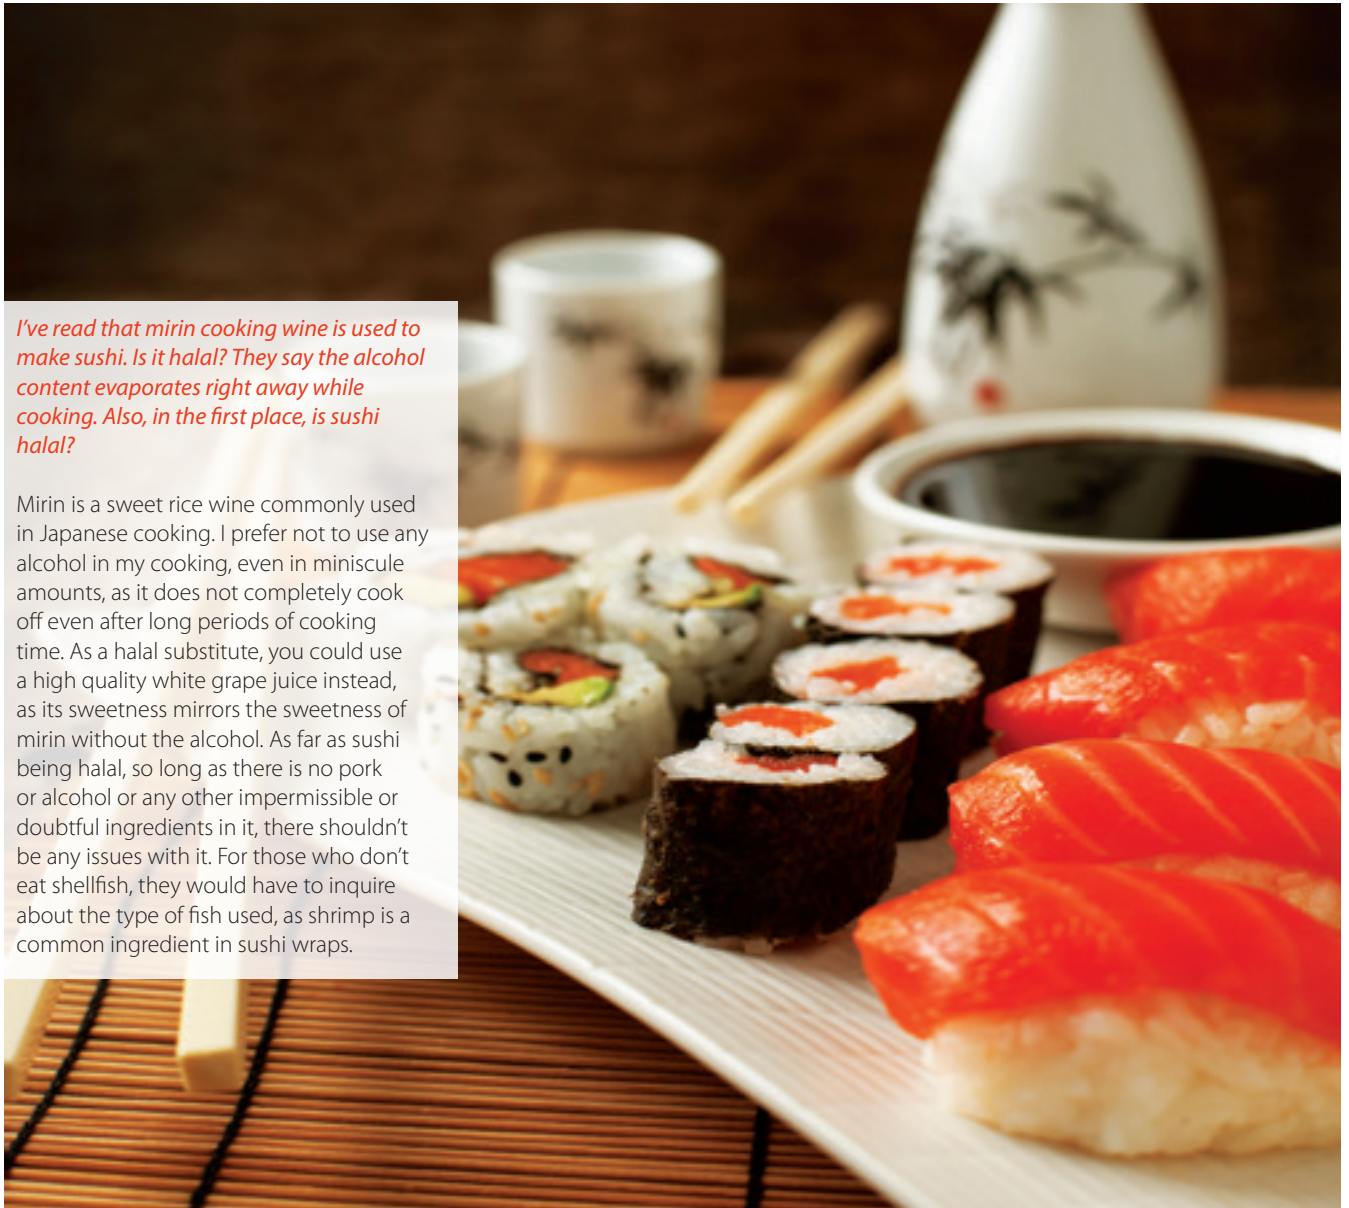 I’ve read that mirin cooking wine is used to
make sushi. Is it halal? They say the alcohol
content evaporates right away while
cooking. Also, in the first place, is sushi
halal?
Mirin is a sweet rice wine commonly used
in Japanese cooking. I prefer not to use any
alcohol in my cooking, even in miniscule
amounts, as it does not completely cook
off even after long periods of cooking
time. As a halal substitute, you could use
a high quality white grape juice instead,
as its sweetness mirrors the sweetness of
mirin without the alcohol. As far as sushi
being halal, so long as there is no pork
or alcohol or any other impermissible or
doubtful ingredients in it, there shouldn’t
be any issues with it. For those who don’t
eat shellfish, they would have to inquire
about the type of fish used, as shrimp is a
common ingredient in sushi wraps.